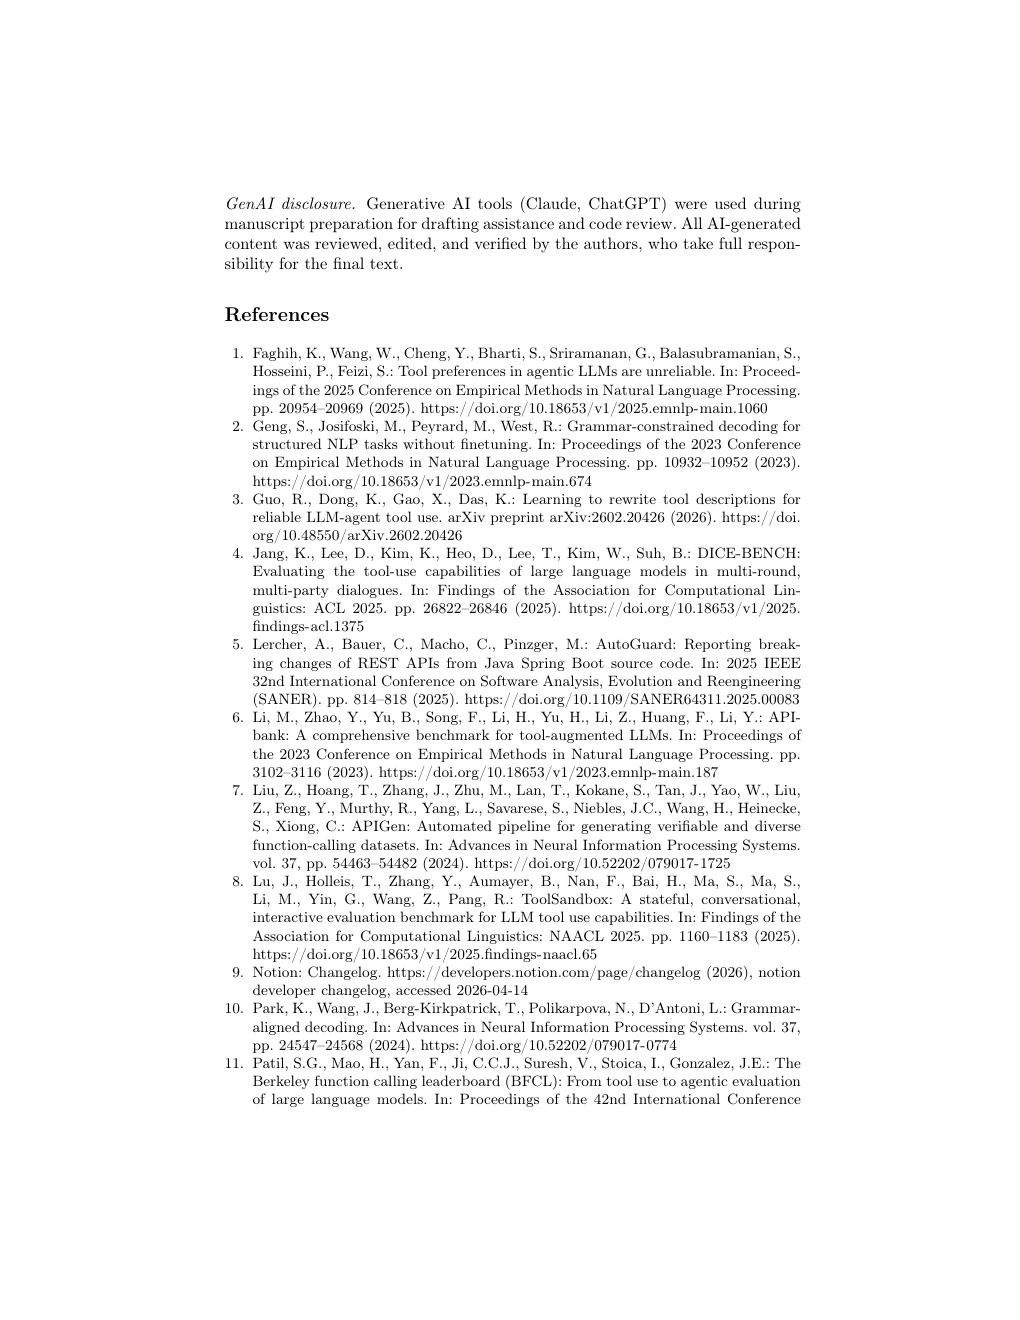 GenAI disclosure. Generative AI tools (Claude, ChatGPT) were used during
manuscript preparation for drafting assistance and code review. All AI-generated
content was reviewed, edited, and verified by the authors, who take full respon-
sibility for the final text.
References
1. Faghih, K., Wang, W., Cheng, Y., Bharti, S., Sriramanan, G., Balasubramanian, S.,
Hosseini, P., Feizi, S.: Tool preferences in agentic LLMs are unreliable. In: Proceed-
ings of the 2025 Conference on Empirical Methods in Natural Language Processing.
pp. 20954–20969 (2025). https://doi.org/10.18653/v1/2025.emnlp-main.1060
2. Geng, S., Josifoski, M., Peyrard, M., West, R.: Grammar-constrained decoding for
structured NLP tasks without finetuning. In: Proceedings of the 2023 Conference
on Empirical Methods in Natural Language Processing. pp. 10932–10952 (2023).
https://doi.org/10.18653/v1/2023.emnlp-main.674
3. Guo, R., Dong, K., Gao, X., Das, K.: Learning to rewrite tool descriptions for
reliable LLM-agent tool use. arXiv preprint arXiv:2602.20426 (2026). https://doi.
org/10.48550/arXiv.2602.20426
4. Jang, K., Lee, D., Kim, K., Heo, D., Lee, T., Kim, W., Suh, B.: DICE-BENCH:
Evaluating the tool-use capabilities of large language models in multi-round,
multi-party dialogues. In: Findings of the Association for Computational Lin-
guistics: ACL 2025. pp. 26822–26846 (2025). https://doi.org/10.18653/v1/2025.
findings-acl.1375
5. Lercher, A., Bauer, C., Macho, C., Pinzger, M.: AutoGuard: Reporting break-
ing changes of REST APIs from Java Spring Boot source code. In: 2025 IEEE
32nd International Conference on Software Analysis, Evolution and Reengineering
(SANER). pp. 814–818 (2025). https://doi.org/10.1109/SANER64311.2025.00083
6. Li, M., Zhao, Y., Yu, B., Song, F., Li, H., Yu, H., Li, Z., Huang, F., Li, Y.: API-
bank: A comprehensive benchmark for tool-augmented LLMs. In: Proceedings of
the 2023 Conference on Empirical Methods in Natural Language Processing. pp.
3102–3116 (2023). https://doi.org/10.18653/v1/2023.emnlp-main.187
7. Liu, Z., Hoang, T., Zhang, J., Zhu, M., Lan, T., Kokane, S., Tan, J., Yao, W., Liu,
Z., Feng, Y., Murthy, R., Yang, L., Savarese, S., Niebles, J.C., Wang, H., Heinecke,
S., Xiong, C.: APIGen: Automated pipeline for generating verifiable and diverse
function-calling datasets. In: Advances in Neural Information Processing Systems.
vol. 37, pp. 54463–54482 (2024). https://doi.org/10.52202/079017-1725
8. Lu, J., Holleis, T., Zhang, Y., Aumayer, B., Nan, F., Bai, H., Ma, S., Ma, S.,
Li, M., Yin, G., Wang, Z., Pang, R.: ToolSandbox: A stateful, conversational,
interactive evaluation benchmark for LLM tool use capabilities. In: Findings of the
Association for Computational Linguistics: NAACL 2025. pp. 1160–1183 (2025).
https://doi.org/10.18653/v1/2025.findings-naacl.65
9. Notion: Changelog. https://developers.notion.com/page/changelog (2026), notion
developer changelog, accessed 2026-04-14
10. Park, K., Wang, J., Berg-Kirkpatrick, T., Polikarpova, N., D'Antoni, L.: Grammar-
aligned decoding. In: Advances in Neural Information Processing Systems. vol. 37,
pp. 24547–24568 (2024). https://doi.org/10.52202/079017-0774
11. Patil, S.G., Mao, H., Yan, F., Ji, C.C.J., Suresh, V., Stoica, I., Gonzalez, J.E.: The
Berkeley function calling leaderboard (BFCL): From tool use to agentic evaluation
of large language models. In: Proceedings of the 42nd International Conference